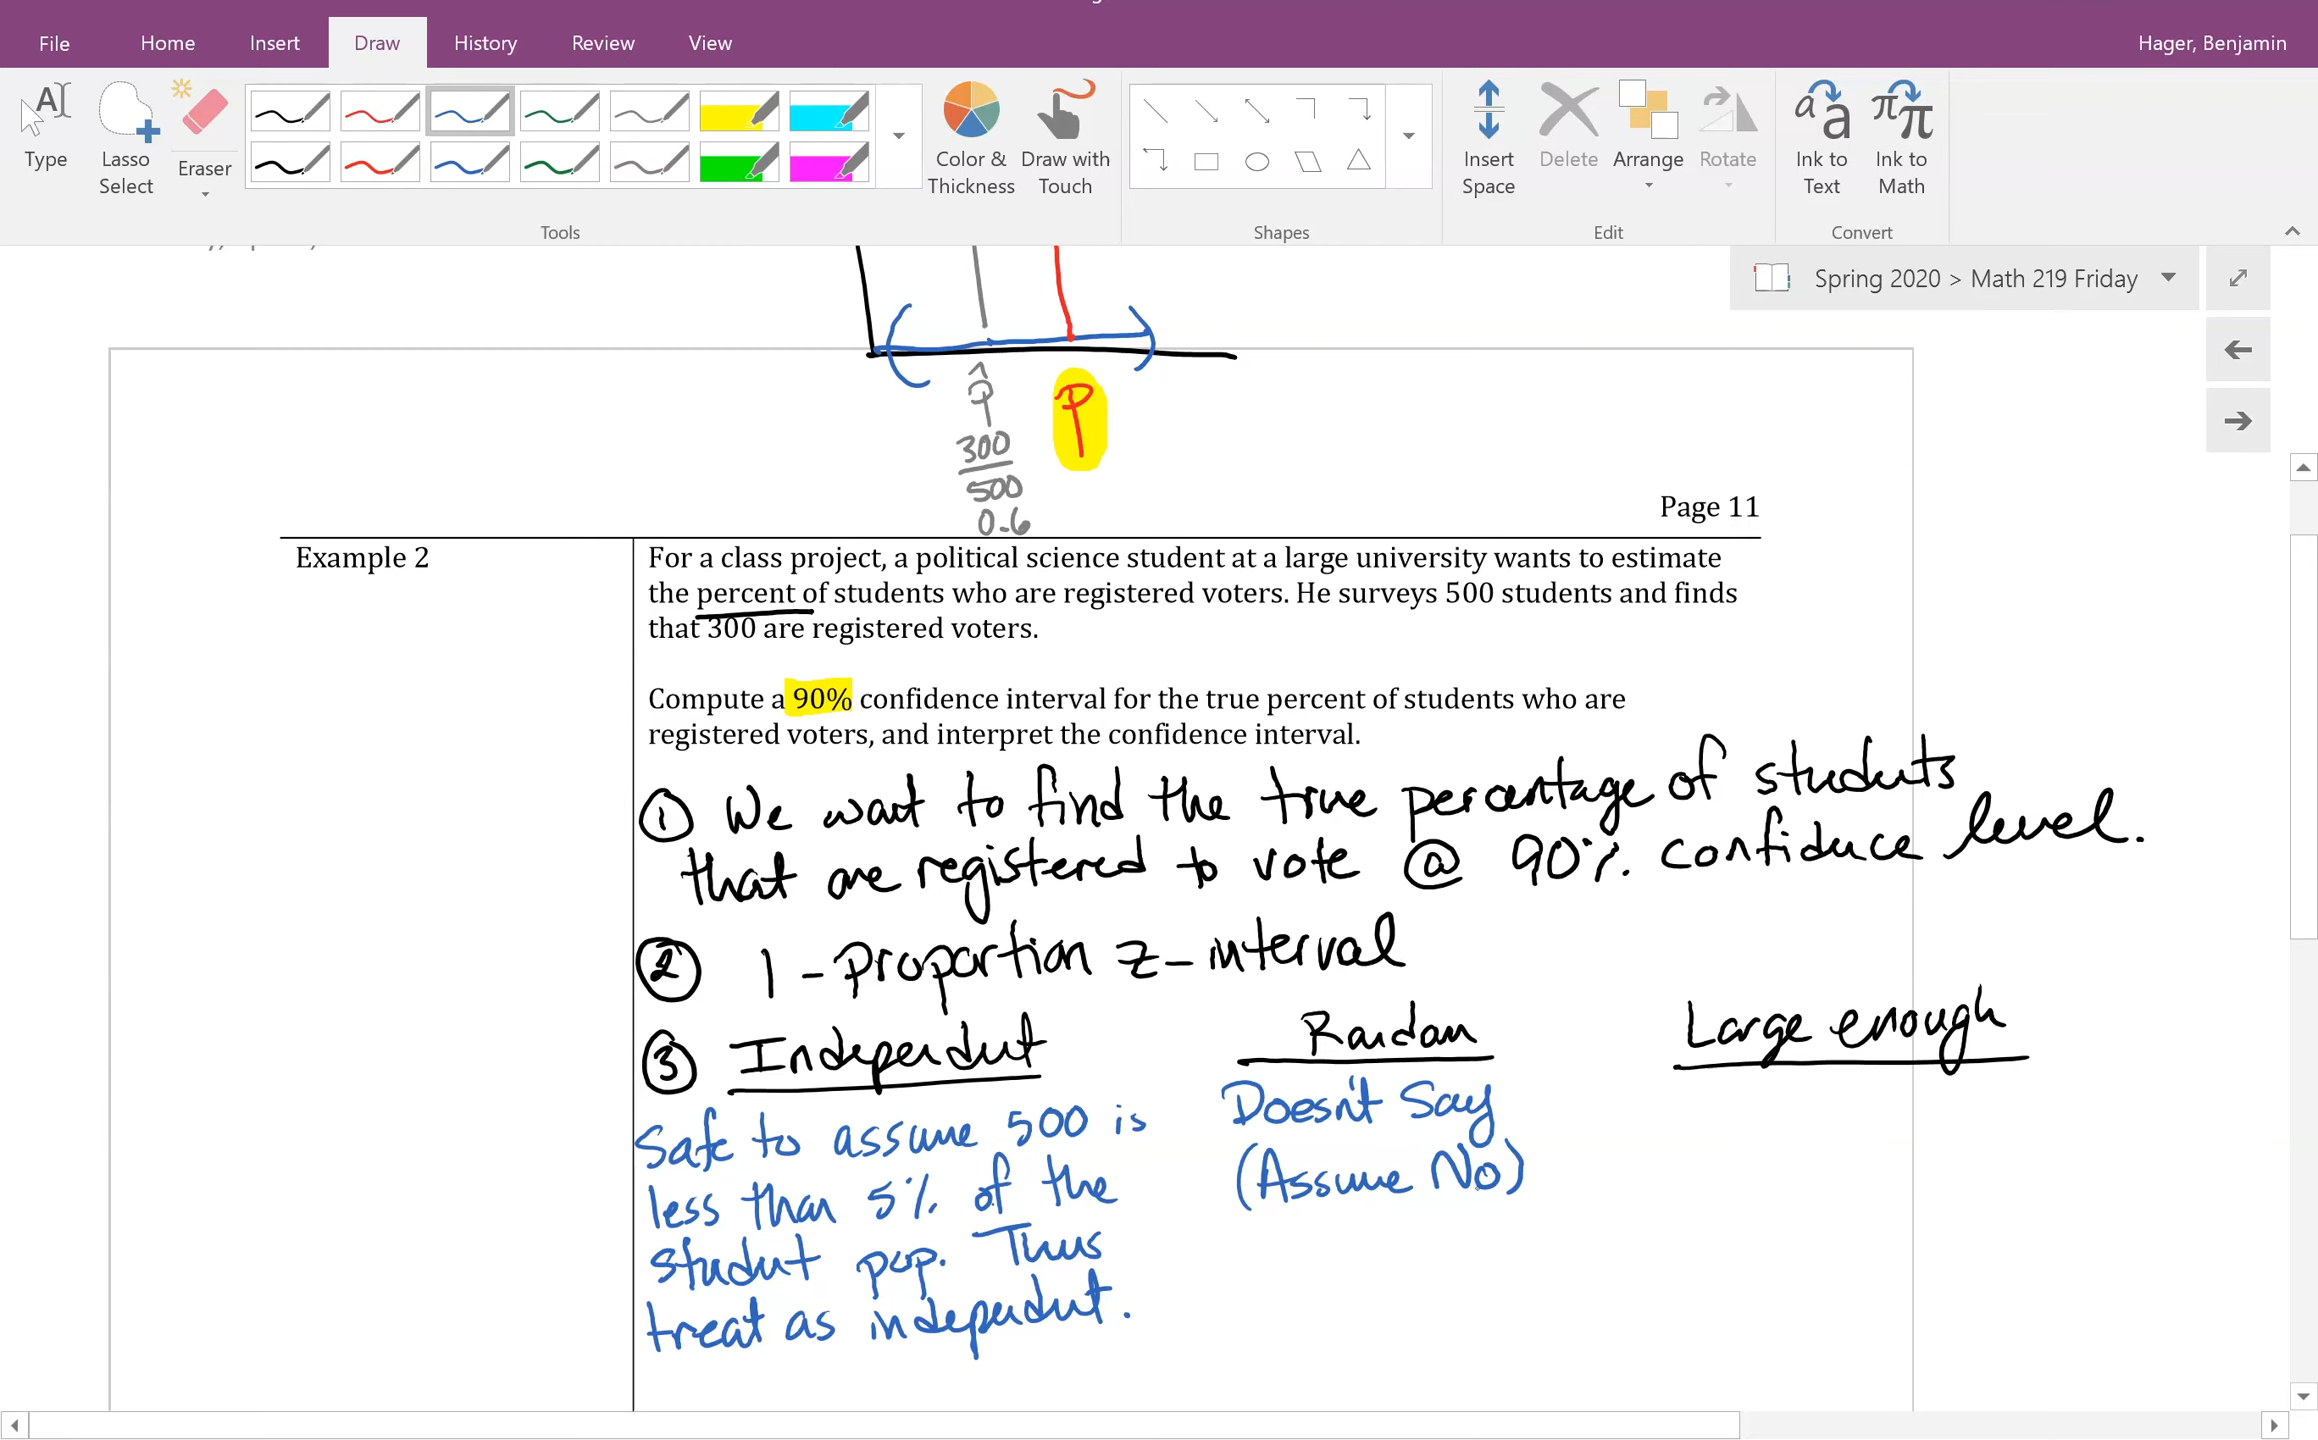 File Home Insert Draw History Review View Hager, Benjamin
Type Lasso Select Eraser Color & Thickness Draw with Touch Insert Space Delete Arrange Rotate Ink to Text Ink to Math
Tools Shapes Edit Convert
Spring 2020 > Math 219 Friday
p̂ P
300
500
0.6
Page 11
Example 2
For a class project, a political science student at a large university wants to estimate
the percent of students who are registered voters. He surveys 500 students and finds
that 300 are registered voters.
Compute a 90% confidence interval for the true percent of students who are
registered voters, and interpret the confidence interval.
① We want to find the true percentage of students
that are registered to vote @ 90% confidence level.
② 1-Proportion z-interval
③ Independent Random Large enough
Safe to assume 500 is
less than 5% of the
student pop. Thus
treat as independent.
Doesn't Say
(Assume No)